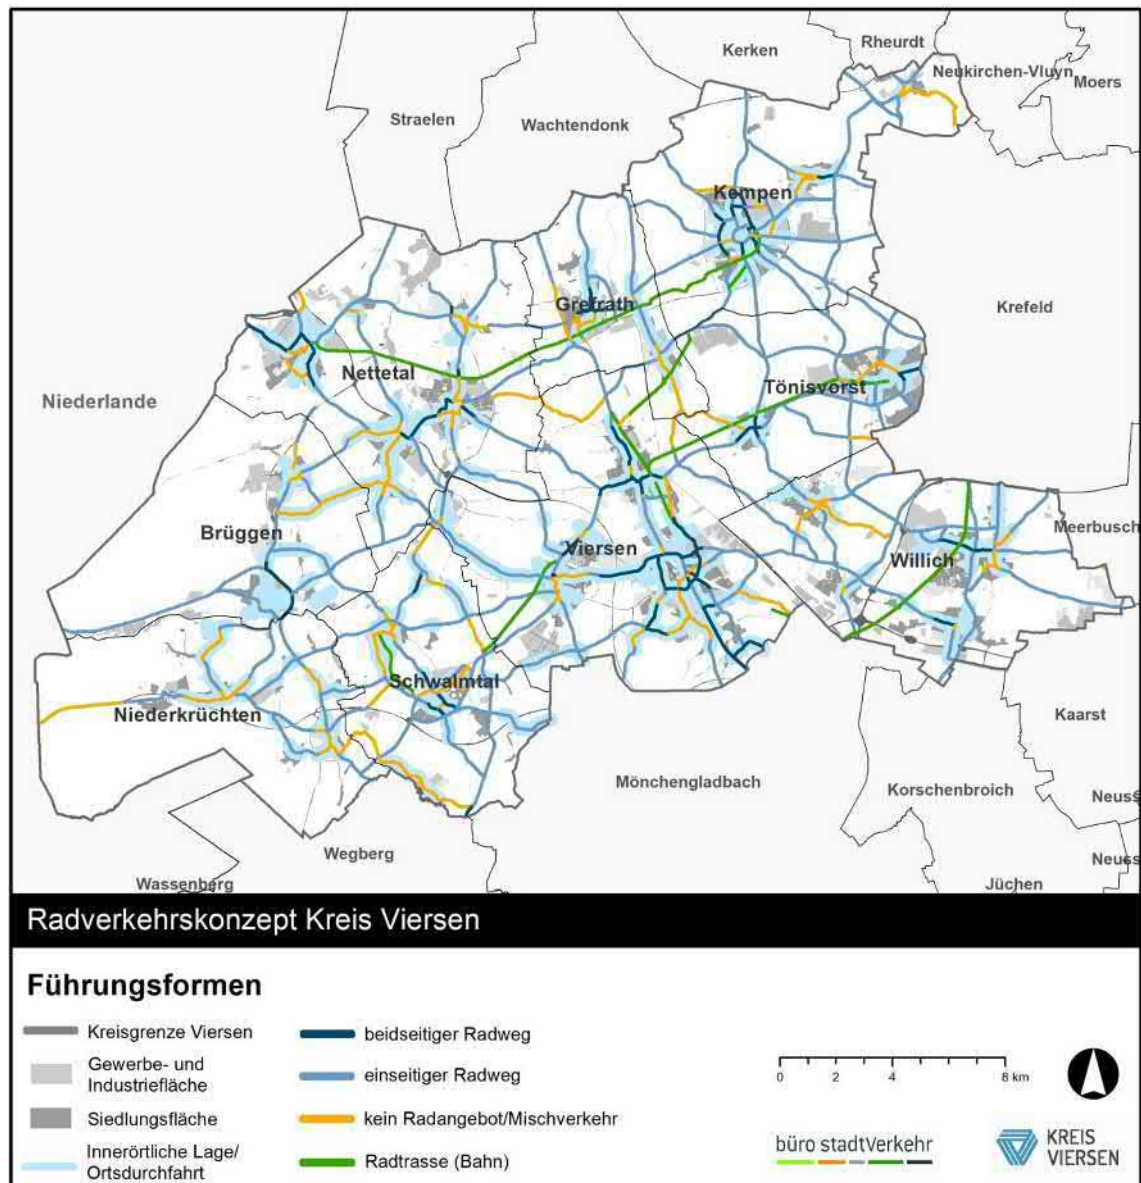 Rheurdt
Kerken
Neukirchen-Vluyn
Moers
Straelen
Wachtendonk
Kempen
Grefrath
Krefeld
Nettetal
Tönisvorst
Niederlande
Brüggen
Viersen
Willich
Meerbusch
Schwalmtal
Niederkrüchten
Kaarst
Mönchengladbach
Korschenbroich
Neuss
Wegberg
Neuss
Wassenberg
Jüchen
Radverkehrskonzept Kreis Viersen
Führungsformen
Kreisgrenze Viersen
Gewerbe- und
Industriefläche
Siedlungsfläche
Innerörtliche Lage/
Ortsdurchfahrt
beidseitiger Radweg
einseitiger Radweg
kein Radangebot/Mischverkehr
Radtrasse (Bahn)
0 2 4 8 km
büro stadtVerkehr
KREIS
VIERSEN